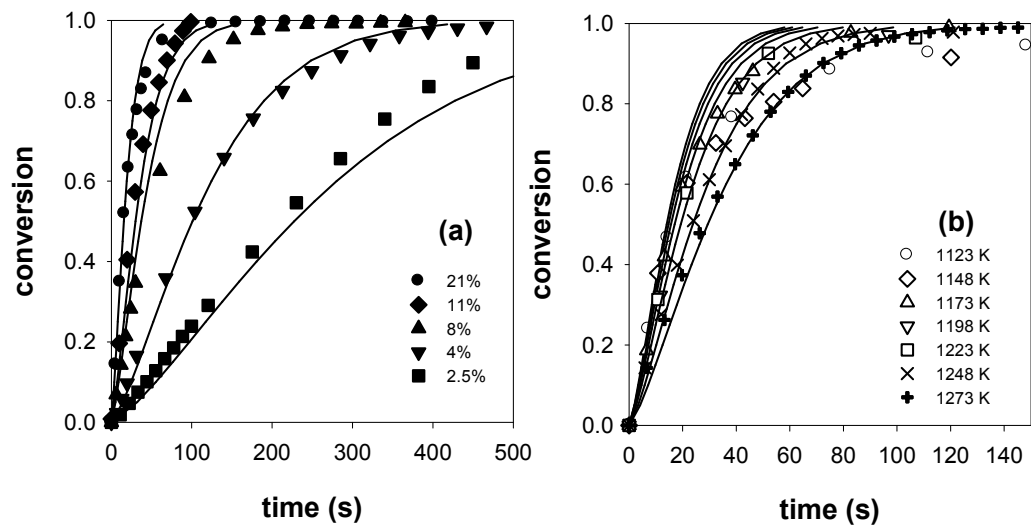 1.0
0.8
0.6
0.4
0.2
0.0
conversion
(a)
21%
11%
8%
4%
2.5%
0 100 200 300 400 500
time (s)
1.0
0.8
0.6
0.4
0.2
0.0
conversion
(b)
1123 K
1148 K
1173 K
1198 K
1223 K
1248 K
1273 K
0 20 40 60 80 100 120 140
time (s)